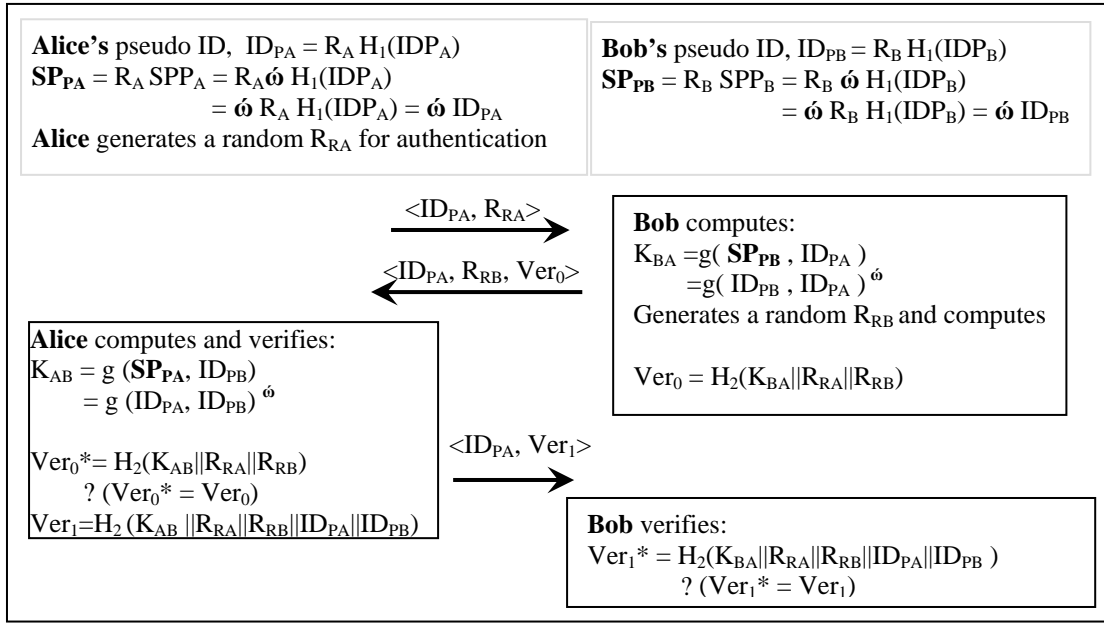 Alice's pseudo ID, ID_PA = R_A H_1(IDP_A)
SP_PA = R_A SPP_A = R_A ώ H_1(IDP_A)
= ώ R_A H_1(IDP_A) = ώ ID_PA
Alice generates a random R_RA for authentication
Bob's pseudo ID, ID_PB = R_B H_1(IDP_B)
SP_PB = R_B SPP_B = R_B ώ H_1(IDP_B)
= ώ R_B H_1(IDP_B) = ώ ID_PB
<ID_PA, R_RA>
<ID_PA, R_RB, Ver_0>
Bob computes:
K_BA =g( SP_PB , ID_PA )
=g( ID_PB , ID_PA )^ώ
Generates a random R_RB and computes
Ver_0 = H_2(K_BA||R_RA||R_RB)
Alice computes and verifies:
K_AB = g (SP_PA, ID_PB)
= g (ID_PA, ID_PB)^ώ
Ver_0*= H_2(K_AB||R_RA||R_RB)
? (Ver_0* = Ver_0)
Ver_1=H_2 (K_AB ||R_RA||R_RB||ID_PA||ID_PB)
<ID_PA, Ver_1>
Bob verifies:
Ver_1* = H_2(K_BA||R_RA||R_RB||ID_PA||ID_PB )
? (Ver_1* = Ver_1)